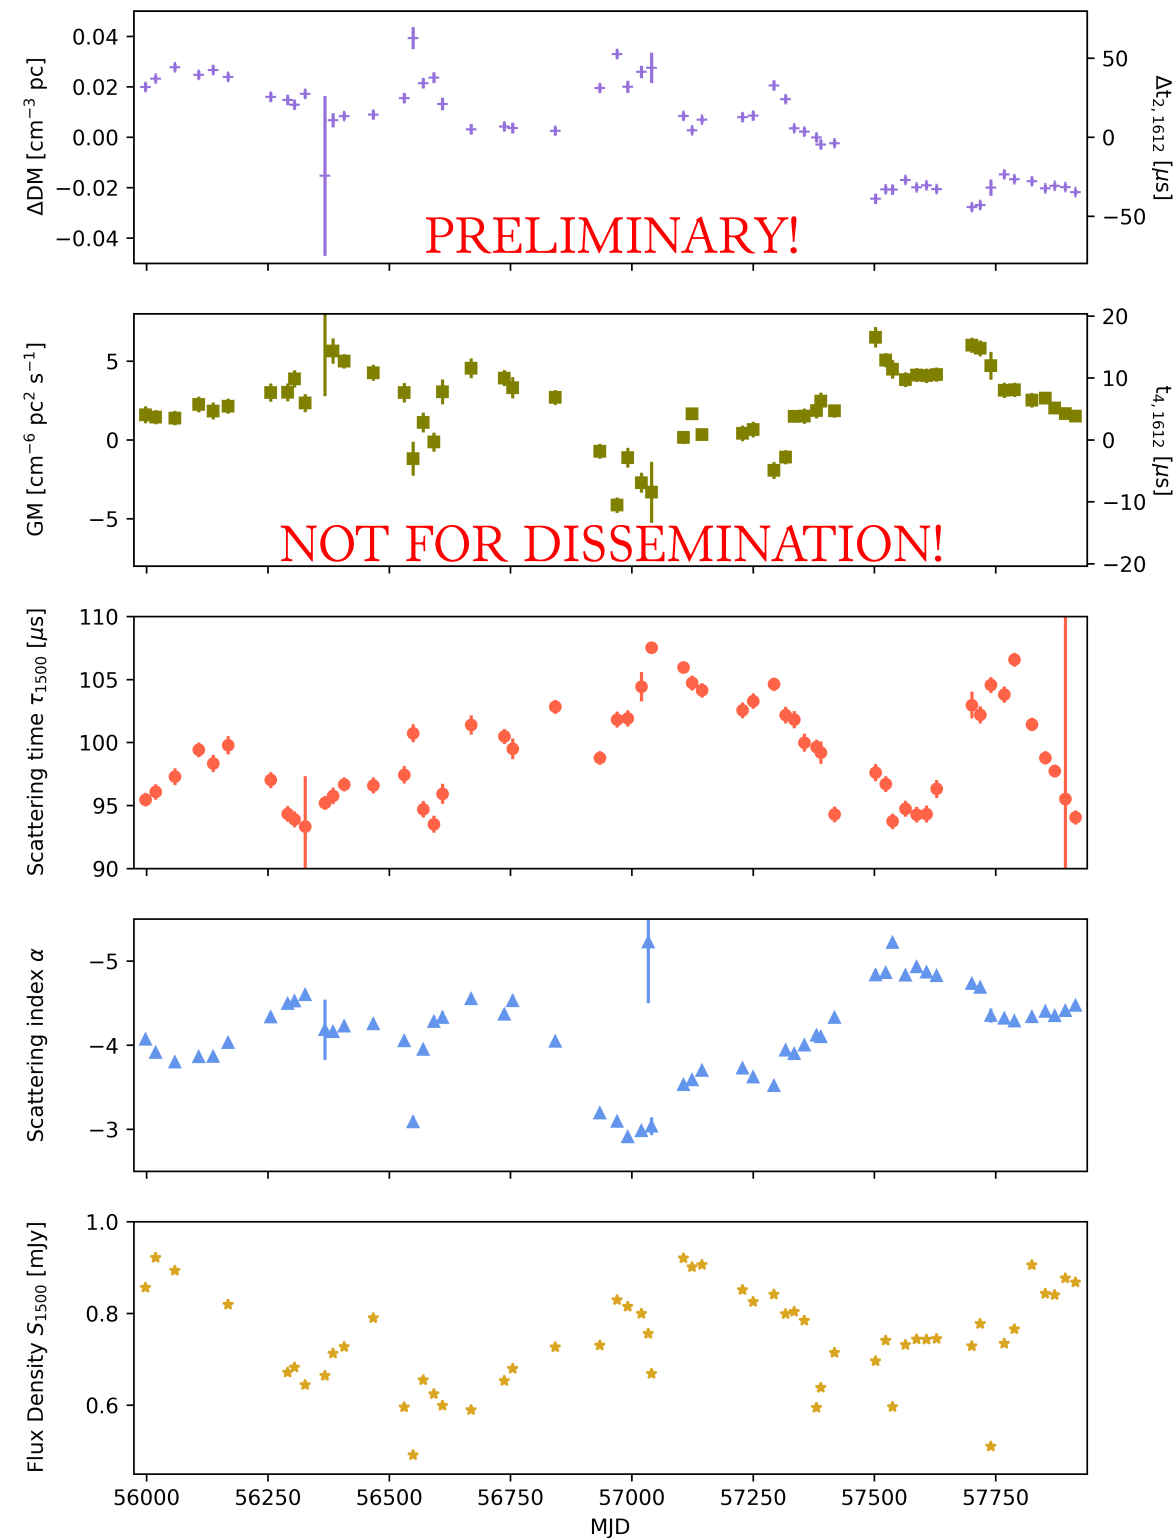 0.04
0.02
0.00
−0.02
−0.04
ΔDM [cm⁻³ pc]
50
0
−50
Δt₂,₁₆₁₂ [μs]
PRELIMINARY!
5
0
−5
GM [cm⁻⁶ pc² s⁻¹]
20
10
0
−10
−20
t₄,₁₆₁₂ [μs]
NOT FOR DISSEMINATION!
110
105
100
95
90
Scattering time τ₁₅₀₀ [μs]
−5
−4
−3
Scattering index α
1.0
0.8
0.6
Flux Density S₁₅₀₀ [mJy]
56000 56250 56500 56750 57000 57250 57500 57750
MJD